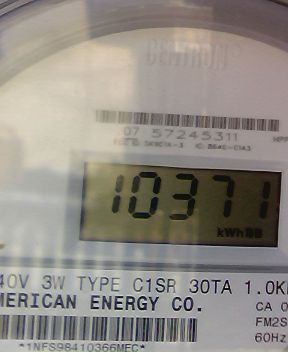 CENTRON®
07 57245311
10371
kWh
40V 3W TYPE C1SR 30TA 1.0K
MERICAN ENERGY CO.
CA 0
FM2S
60Hz
*1NFS98410366MEC*